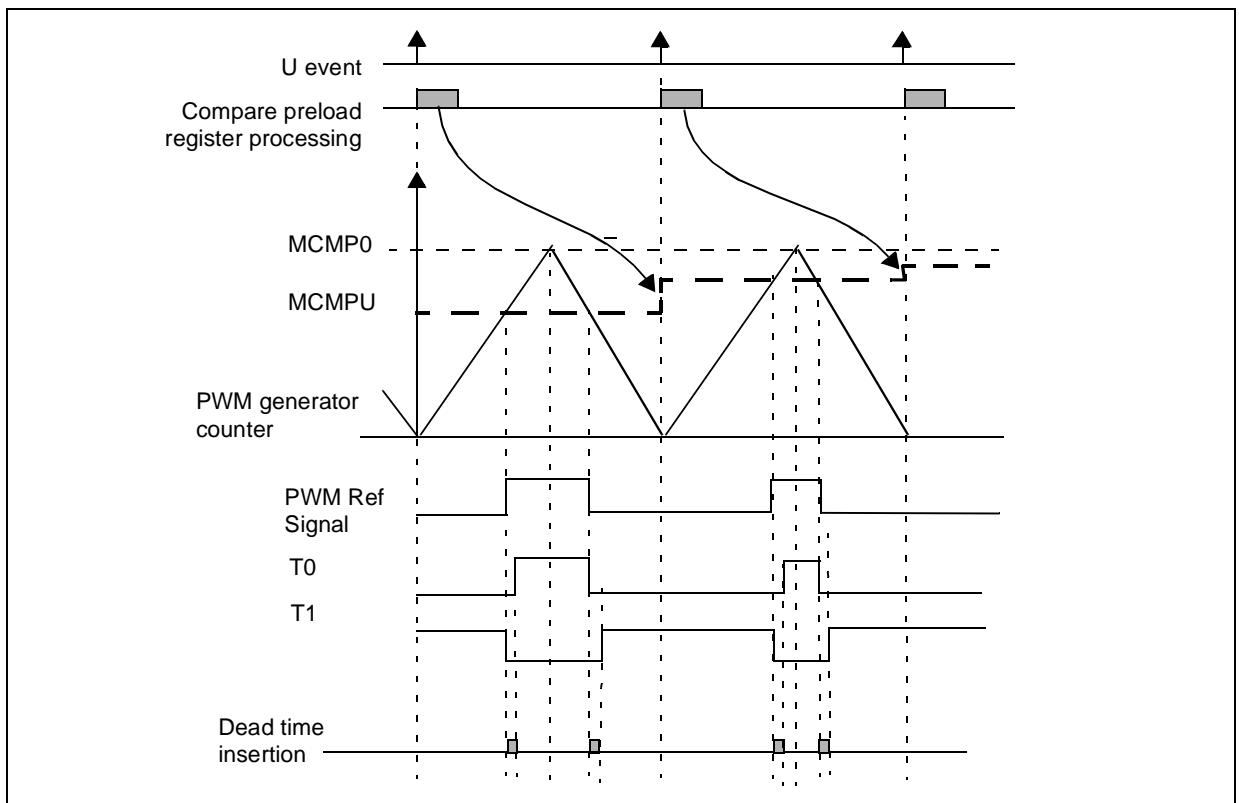 U event
Compare preload
register processing
MCMP0
MCMPU
PWM generator
counter
PWM Ref
Signal
T0
T1
Dead time
insertion